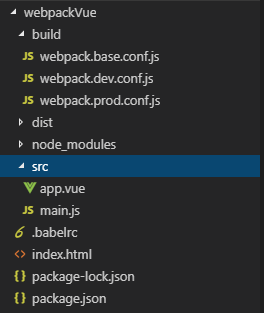 webpackVue
build
JS webpack.base.conf.js
JS webpack.dev.conf.js
JS webpack.prod.conf.js
dist
node_modules
src
app.vue
JS main.js
.babelrc
<> index.html
{} package-lock.json
{} package.json